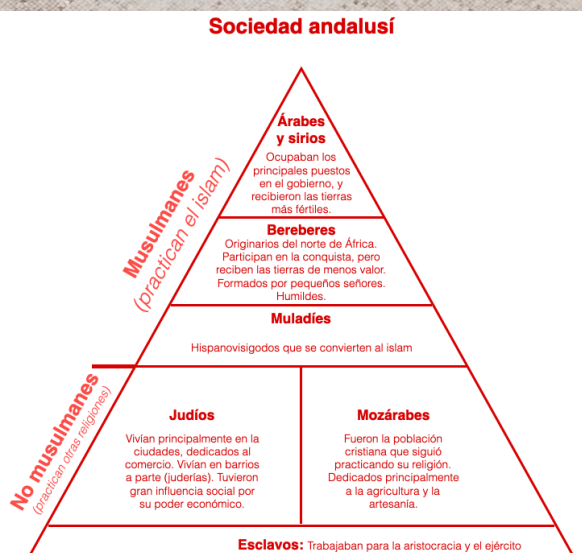 Sociedad andalusí
Árabes
y sirios
Ocupaban los
principales puestos
en el gobierno, y
recibieron las tierras
más fértiles.
Musulmanes
(practican el islam)
Bereberes
Originarios del norte de África.
Participan en la conquista, pero
reciben las tierras de menos valor.
Formados por pequeños señores.
Humildes.
Muladíes
Hispanovisigodos que se convierten al islam
No musulmanes
(practican otras religiones)
Judíos
Vivían principalmente en la
ciudades, dedicados al
comercio. Vivían en barrios
a parte (juderías). Tuvieron
gran influencia social por
su poder económico.
Mozárabes
Fueron la población
cristiana que siguió
practicando su religión.
Dedicados principalmente
a la agricultura y la
artesanía.
Esclavos: Trabajaban para la aristocracia y el ejército